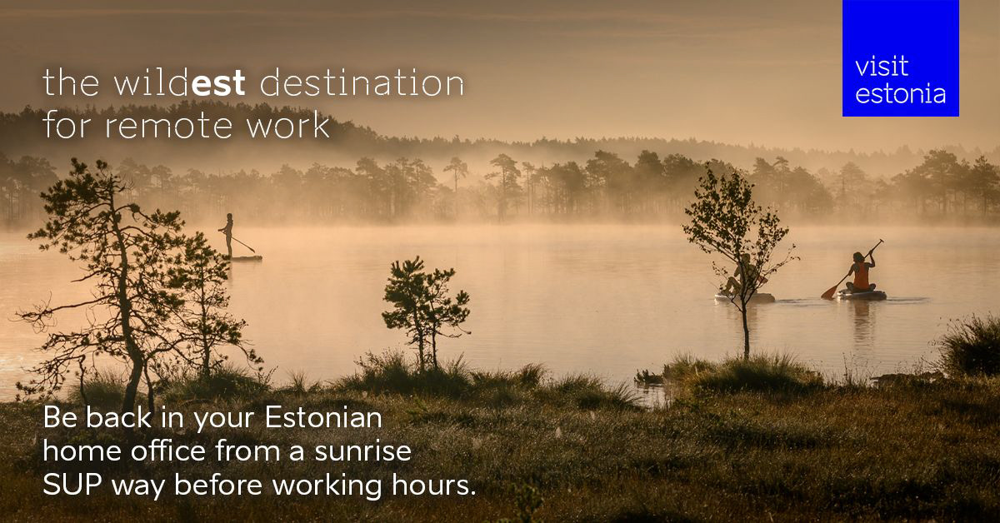 the wildest destination
for remote work
visit
estonia
Be back in your Estonian
home office from a sunrise
SUP way before working hours.